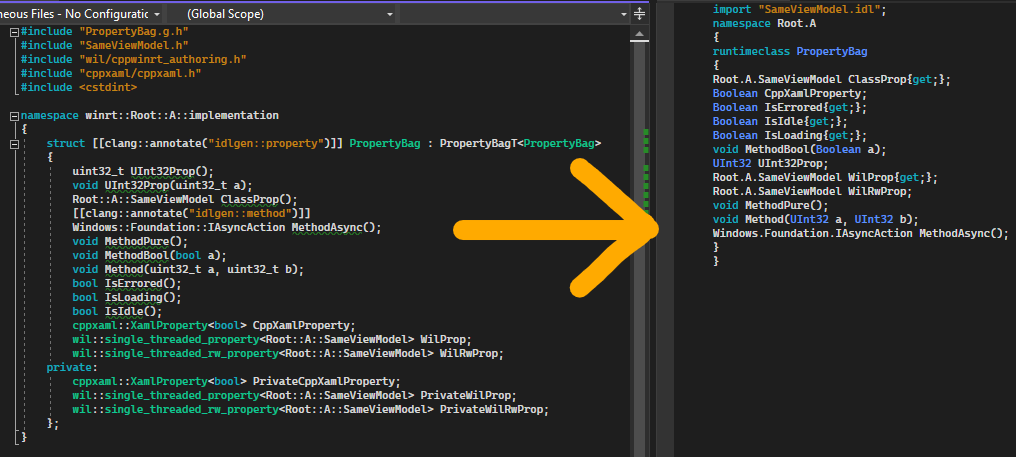 neous Files - No Configuratic
(Global Scope)
#include "PropertyBag.g.h"
#include "SameViewModel.h"
#include "wil/cppwinrt_authoring.h"
#include "cppxaml/cppxaml.h"
#include <cstdint>
namespace winrt::Root::A::implementation
{
struct [[clang::annotate("idlgen::property")]] PropertyBag : PropertyBagT<PropertyBag>
{
uint32_t UInt32Prop();
void UInt32Prop(uint32_t a);
Root::A::SameViewModel ClassProp();
[[clang::annotate("idlgen::method")]]
Windows::Foundation::IAsyncAction MethodAsync();
void MethodPure();
void MethodBool(bool a);
void Method(uint32_t a, uint32_t b);
bool IsErrored();
bool IsLoading();
bool IsIdle();
cppxaml::XamlProperty<bool> CppXamlProperty;
wil::single_threaded_property<Root::A::SameViewModel> WilProp;
wil::single_threaded_rw_property<Root::A::SameViewModel> WilRwProp;
private:
cppxaml::XamlProperty<bool> PrivateCppXamlProperty;
wil::single_threaded_property<Root::A::SameViewModel> PrivateWilProp;
wil::single_threaded_rw_property<Root::A::SameViewModel> PrivateWilRwProp;
};
}
import "SameViewModel.idl";
namespace Root.A
{
runtimeclass PropertyBag
{
Root.A.SameViewModel ClassProp{get;};
Boolean CppXamlProperty;
Boolean IsErrored{get;};
Boolean IsIdle{get;};
Boolean IsLoading{get;};
void MethodBool(Boolean a);
UInt32 UInt32Prop;
Root.A.SameViewModel WilProp{get;};
Root.A.SameViewModel WilRwProp;
void MethodPure();
void Method(UInt32 a, UInt32 b);
Windows.Foundation.IAsyncAction MethodAsync();
}
}